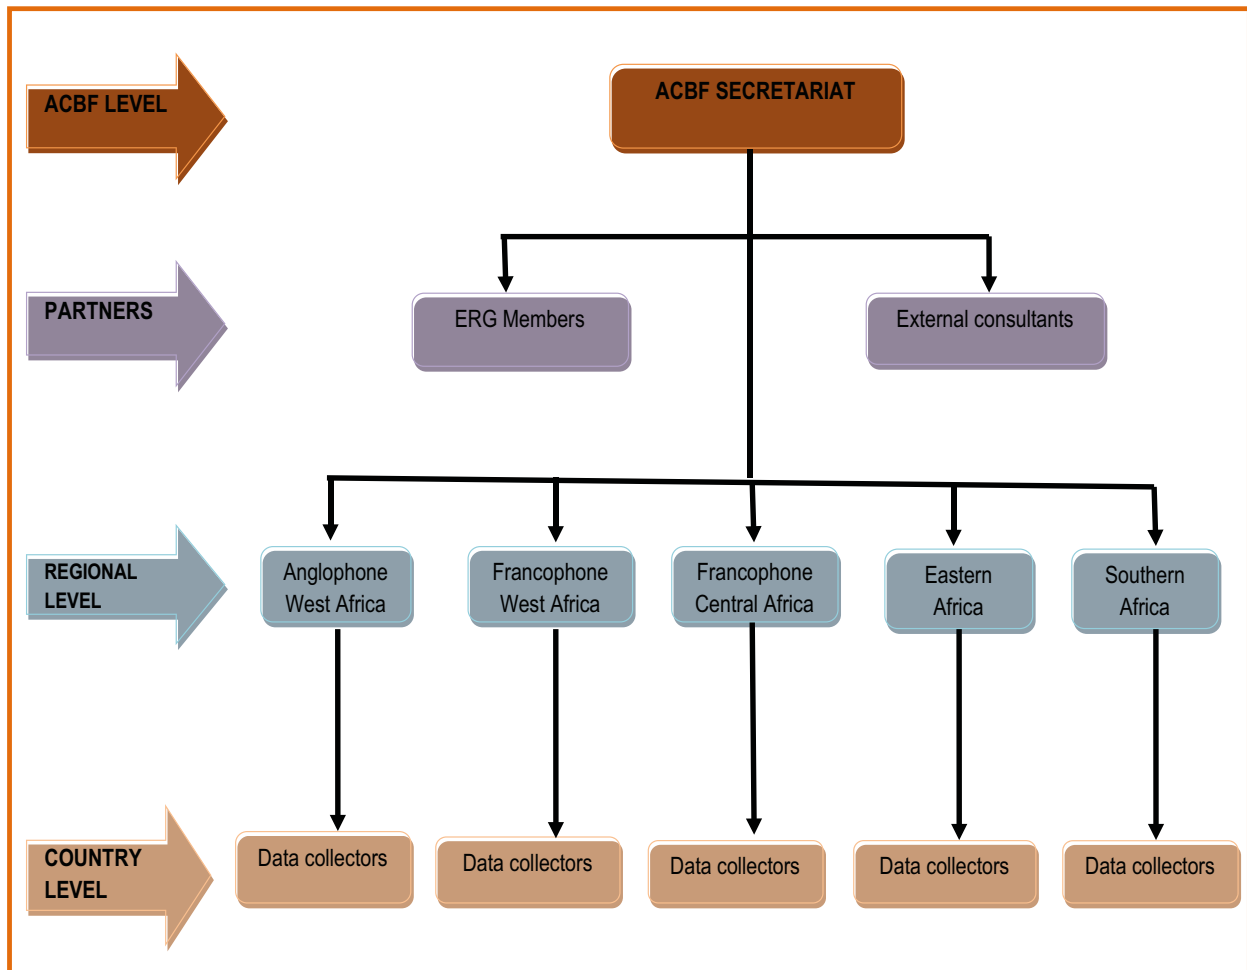 ACBF LEVEL
ACBF SECRETARIAT
PARTNERS
ERG Members
External consultants
REGIONAL
LEVEL
Anglophone
West Africa
Francophone
West Africa
Francophone
Central Africa
Eastern
Africa
Southern
Africa
COUNTRY
LEVEL
Data collectors
Data collectors
Data collectors
Data collectors
Data collectors